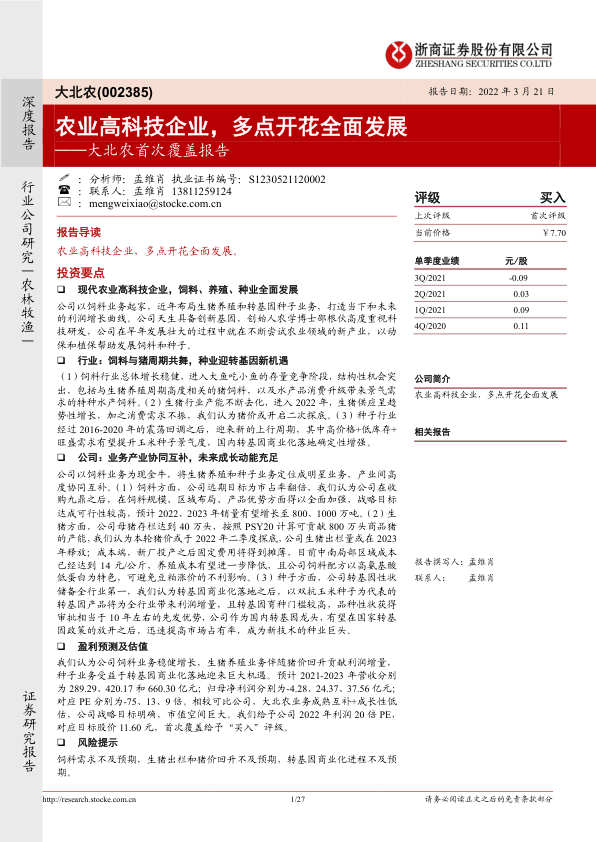 浙商证券股份有限公司
ZHESHANG SECURITIES CO.LTD
深度报告
行业公司研究—农林牧渔—
证券研究报告
大北农(002385)
报告日期：2022 年 3 月 21 日
农业高科技企业，多点开花全面发展
——大北农首次覆盖报告
：分析师：孟维肖 执业证书编号：S1230521120002
：联系人：孟维肖 13811259124
：mengweixiao@stocke.com.cn
报告导读
农业高科技企业，多点开花全面发展。
投资要点
❑ 现代农业高科技企业，饲料、养殖、种业全面发展
公司以饲料业务起家，近年布局生猪养殖和转基因种子业务，打造当下和未来
的利润增长曲线。公司天生具备创新基因，创始人农学博士邵根伙高度重视科
技研发，公司在早年发展壮大的过程中就在不断尝试农业领域的新产业，以动
保和植保帮助发展饲料和种子。
❑ 行业：饲料与猪周期共舞，种业迎转基因新机遇
（1）饲料行业总体增长稳健，进入大鱼吃小鱼的存量竞争阶段，结构性机会突
出，包括与生猪养殖周期高度相关的猪饲料，以及水产品消费升级带来景气需
求的特种水产饲料。（2）生猪行业产能不断去化，进入 2022 年，生猪供应呈趋
势性增长，加之消费需求不振，我们认为猪价或开启二次探底。（3）种子行业
经过 2016-2020 年的震荡回调之后，迎来新的上行周期，其中高价格+低库存+
旺盛需求有望提升玉米种子景气度，国内转基因商业化落地确定性增强。
❑ 公司：业务产业协同互补，未来成长动能充足
公司以饲料业务为现金牛，将生猪养殖和种子业务定位成明星业务，产业间高
度协同互补。（1）饲料方面，公司近期目标为市占率翻倍，我们认为公司在收
购九鼎之后，在饲料规模、区域布局、产品优势方面得以全面加强，战略目标
达成可行性较高，预计 2022、2023 年销量有望增长至 800、1000 万吨。（2）生
猪方面，公司母猪存栏达到 40 万头，按照 PSY20 计算可贡献 800 万头商品猪
的产能，我们认为本轮猪价或于 2022 年二季度探底，公司生猪出栏量或在 2023
年释放；成本端，新厂投产之后固定费用将得到摊薄，目前中南局部区域成本
已经达到 14 元/公斤，养殖成本有望进一步降低，且公司饲料配方以高氨基酸
低蛋白为特色，可避免豆粕涨价的不利影响。（3）种子方面，公司转基因性状
储备全行业第一，我们认为转基因商业化落地之后，以双抗玉米种子为代表的
转基因产品将为全行业带来利润增量，且转基因育种门槛较高，品种性状获得
审批相当于 10 年左右的先发优势，公司作为国内转基因龙头，有望在国家转基
因政策的放开之后，迅速提高市场占有率，成为新技术的种业巨头。
❑ 盈利预测及估值
我们认为公司饲料业务稳健增长，生猪养殖业务伴随猪价回升贡献利润增量，
种子业务受益于转基因商业化落地迎来巨大机遇。预计 2021-2023 年营收分别
为 289.29、420.17 和 660.30 亿元；归母净利润分别为-4.28、24.37、37.56 亿元；
对应 PE 分别为-75、13、9 倍。相较可比公司、大北农业务成熟互补+成长性低
估，公司战略目标明确，市值空间巨大。我们给予公司 2022 年利润 20 倍 PE，
对应目标股价 11.60 元，首次覆盖给予“买入”评级。
❑ 风险提示
饲料需求不及预期，生猪出栏和猪价回升不及预期，转基因商业化进程不及预
期。
评级 买入
上次评级 首次评级
当前价格 ￥7.70
单季度业绩 元/股
3Q/2021 -0.09
2Q/2021 0.03
1Q/2021 0.09
4Q/2020 0.11
公司简介
农业高科技企业，多点开花全面发展
相关报告
报告撰写人：孟维肖
联系人： 孟维肖
http://research.stocke.com.cn 1/27 请务必阅读正文之后的免责条款部分